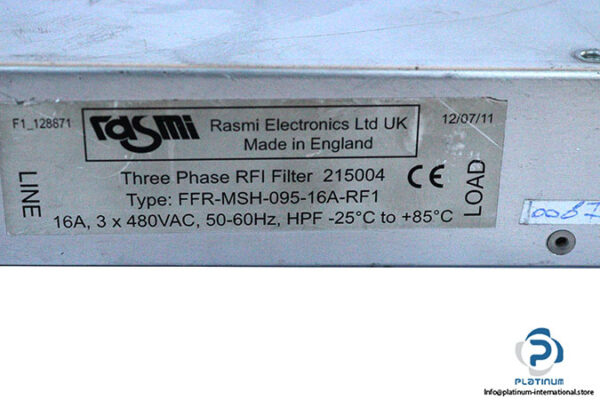 F1_128871
rasmi
Rasmi Electronics Ltd UK
Made in England
12/07/11
LINE
Three Phase RFI Filter 215004
CE
LOAD
Type: FFR-MSH-095-16A-RF1
16A, 3 x 480VAC, 50-60Hz, HPF -25°C to +85°C
PLATINUM
Info@platinum-international.store